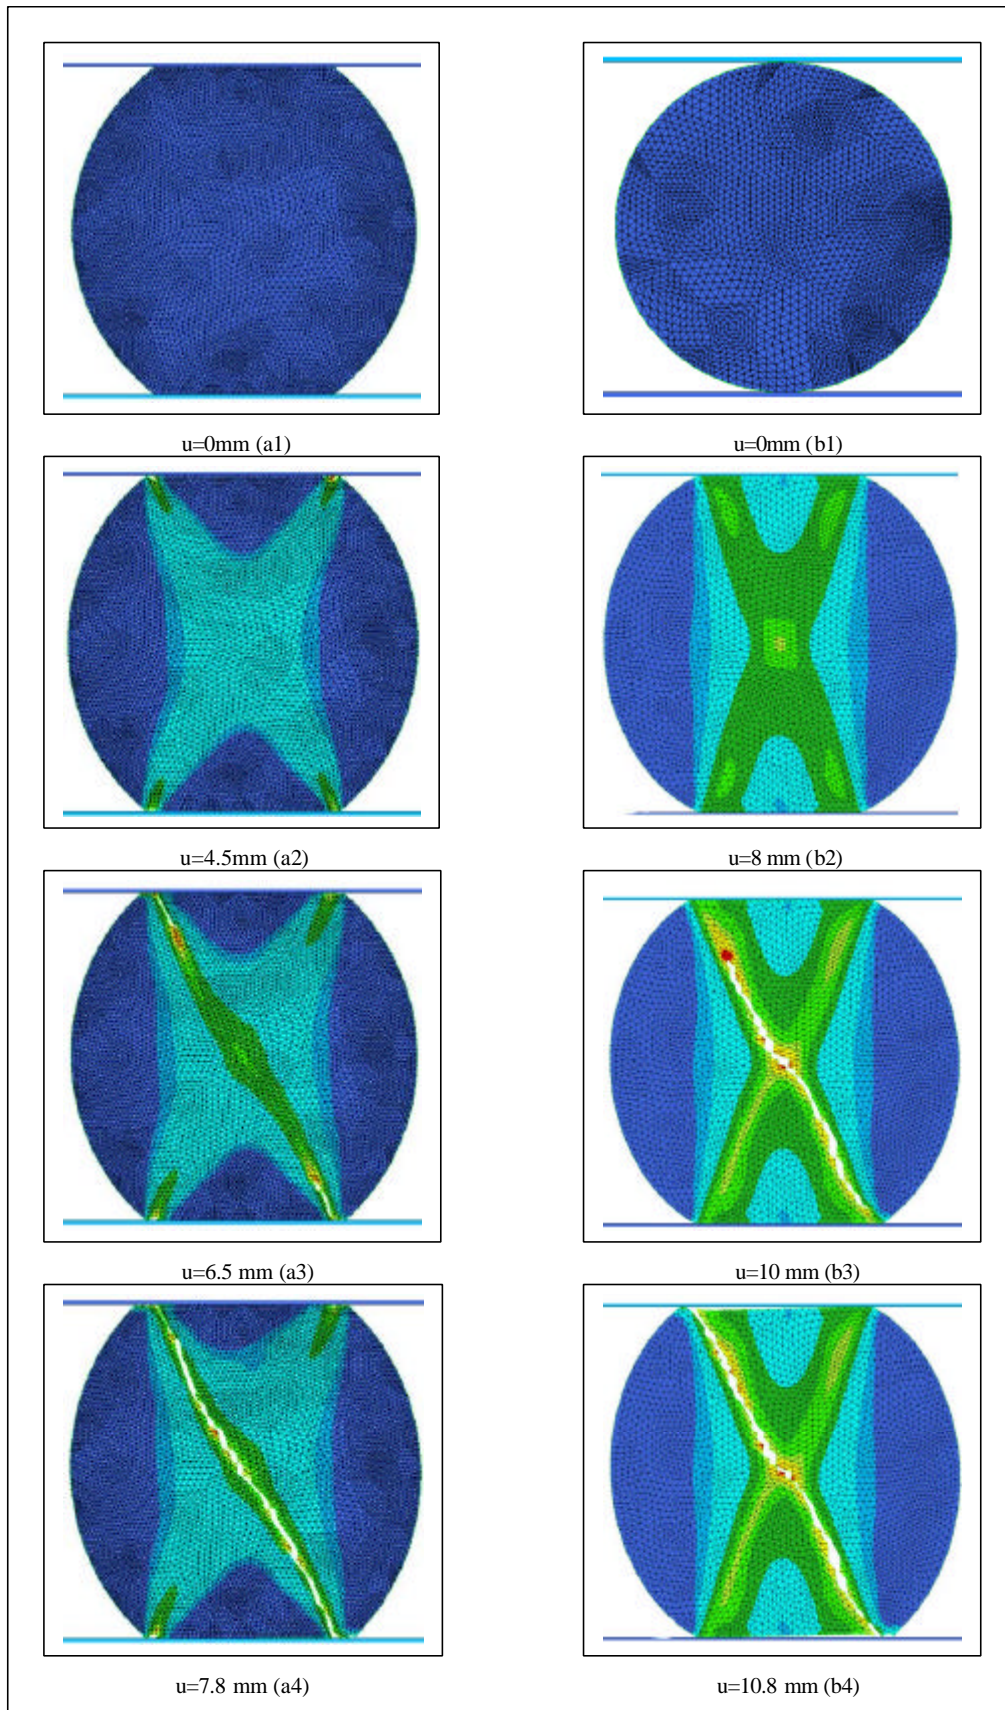 u=0mm (a1)
u=0mm (b1)
u=4.5mm (a2)
u=8 mm (b2)
u=6.5 mm (a3)
u=10 mm (b3)
u=7.8 mm (a4)
u=10.8 mm (b4)